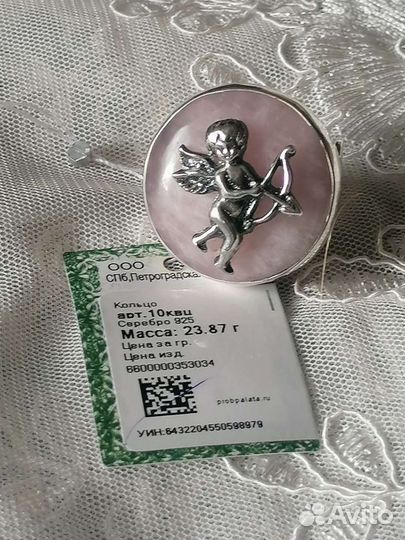 ООО
СПб,Петроградская
Кольцо
арт.10квц
Серебро 925
Масса: 23.87 г
Цена за гр.
Цена изд.
6600000353034
probpalata.ru
УИН:6432204550598979
Avito